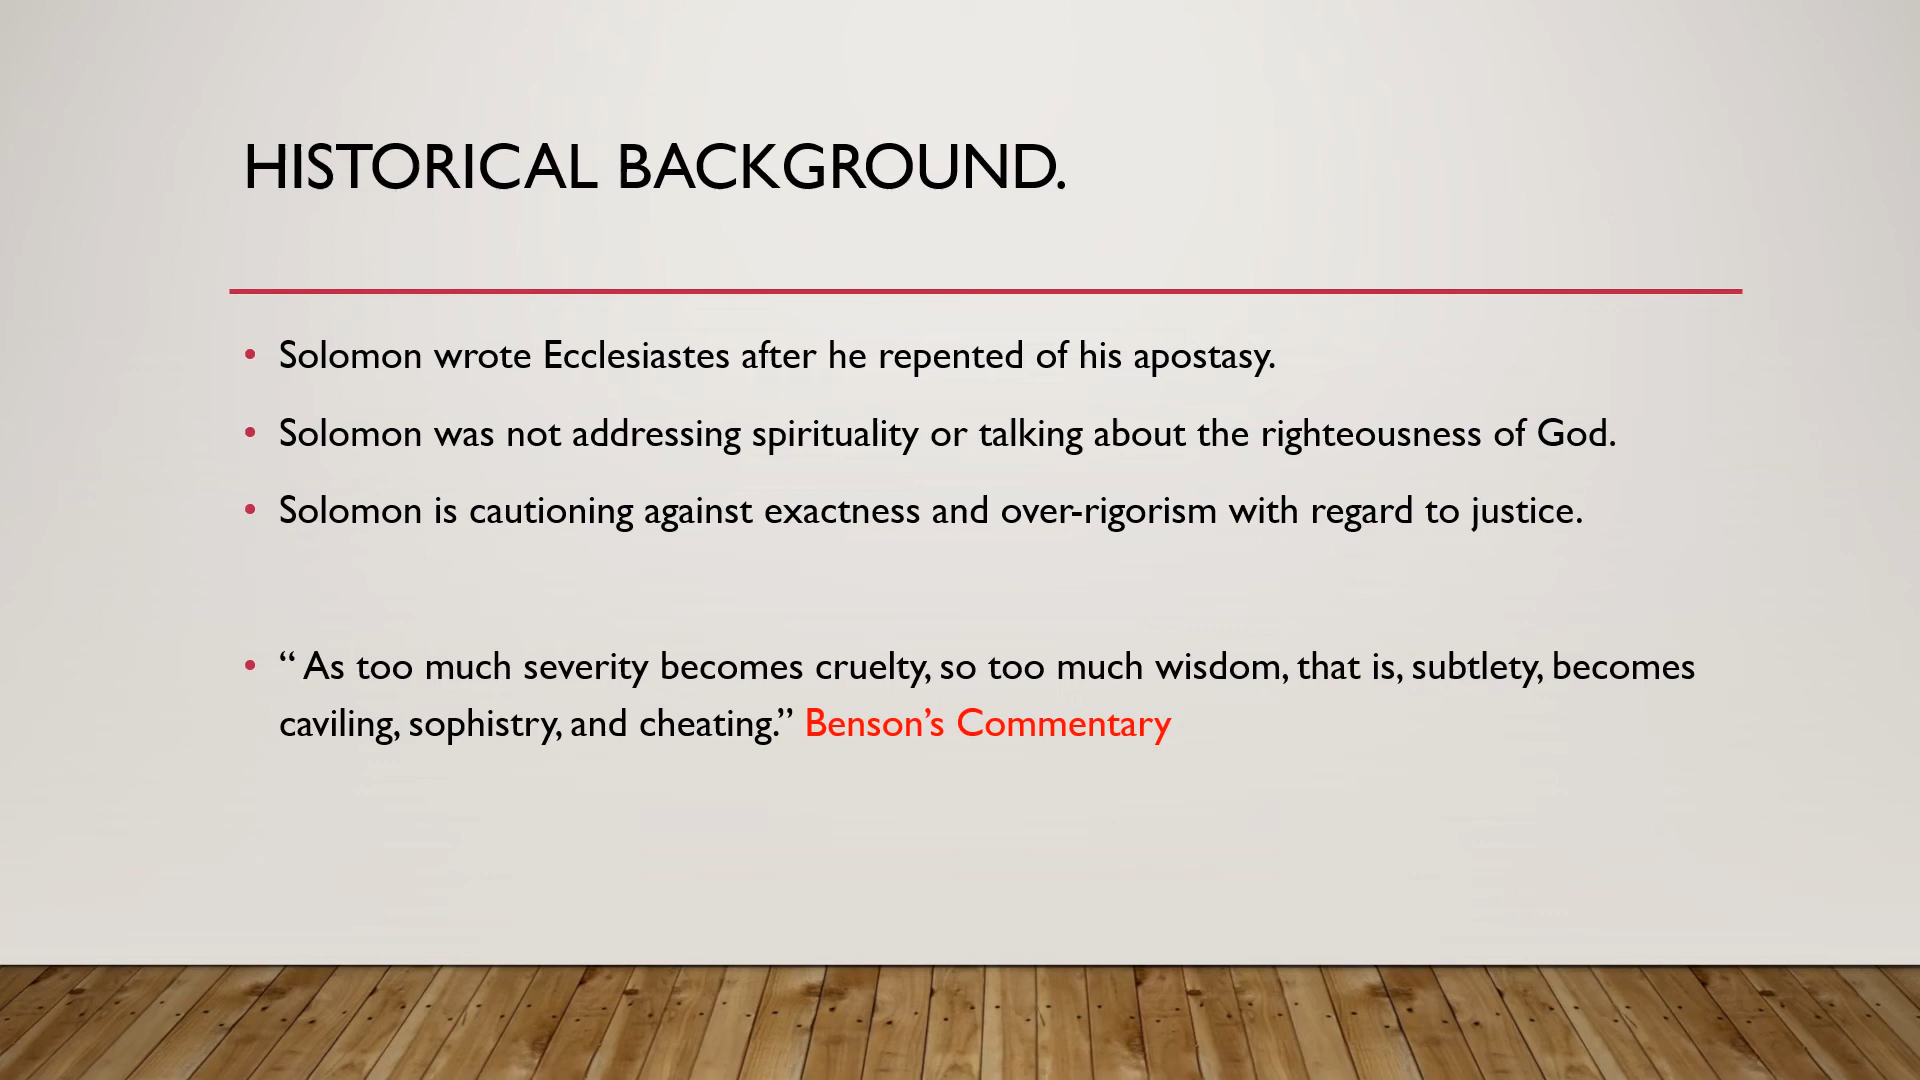 HISTORICAL BACKGROUND.
• Solomon wrote Ecclesiastes after he repented of his apostasy.
• Solomon was not addressing spirituality or talking about the righteousness of God.
• Solomon is cautioning against exactness and over-rigorism with regard to justice.
• “ As too much severity becomes cruelty, so too much wisdom, that is, subtlety, becomes
caviling, sophistry, and cheating.” Benson’s Commentary